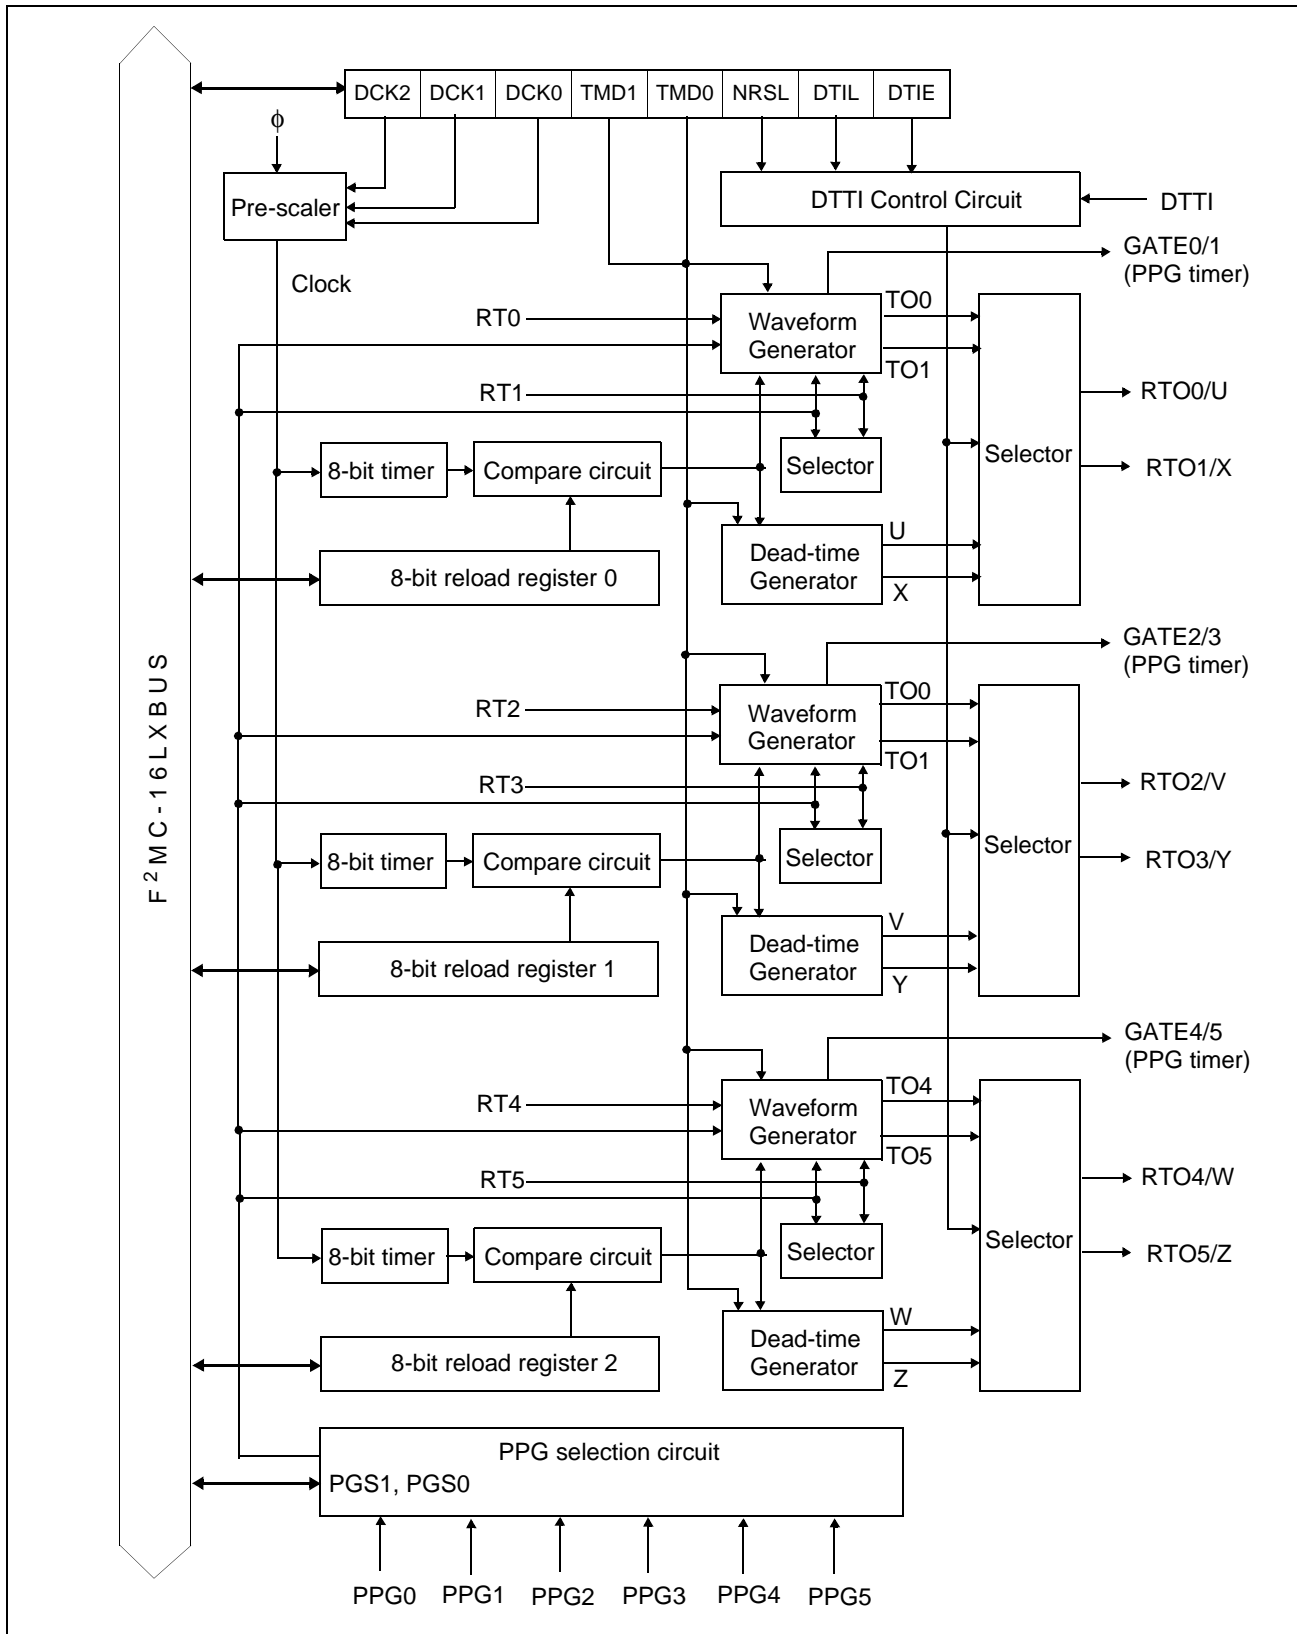 DCK2 DCK1 DCK0 TMD1 TMD0 NRSL DTIL DTIE
ϕ
Pre-scaler
DTTI Control Circuit
DTTI
Clock
GATE0/1
(PPG timer)
RT0
Waveform
Generator
TO0
TO1
RT1
RTO0/U
8-bit timer
Compare circuit
Selector
Selector
RTO1/X
8-bit reload register 0
Dead-time
Generator
U
X
GATE2/3
(PPG timer)
F²MC-16LXBUS
RT2
Waveform
Generator
TO0
TO1
RT3
RTO2/V
8-bit timer
Compare circuit
Selector
Selector
RTO3/Y
8-bit reload register 1
Dead-time
Generator
V
Y
GATE4/5
(PPG timer)
RT4
Waveform
Generator
TO4
TO5
RT5
RTO4/W
8-bit timer
Compare circuit
Selector
Selector
RTO5/Z
8-bit reload register 2
Dead-time
Generator
W
Z
PPG selection circuit
PGS1, PGS0
PPG0 PPG1 PPG2 PPG3 PPG4 PPG5